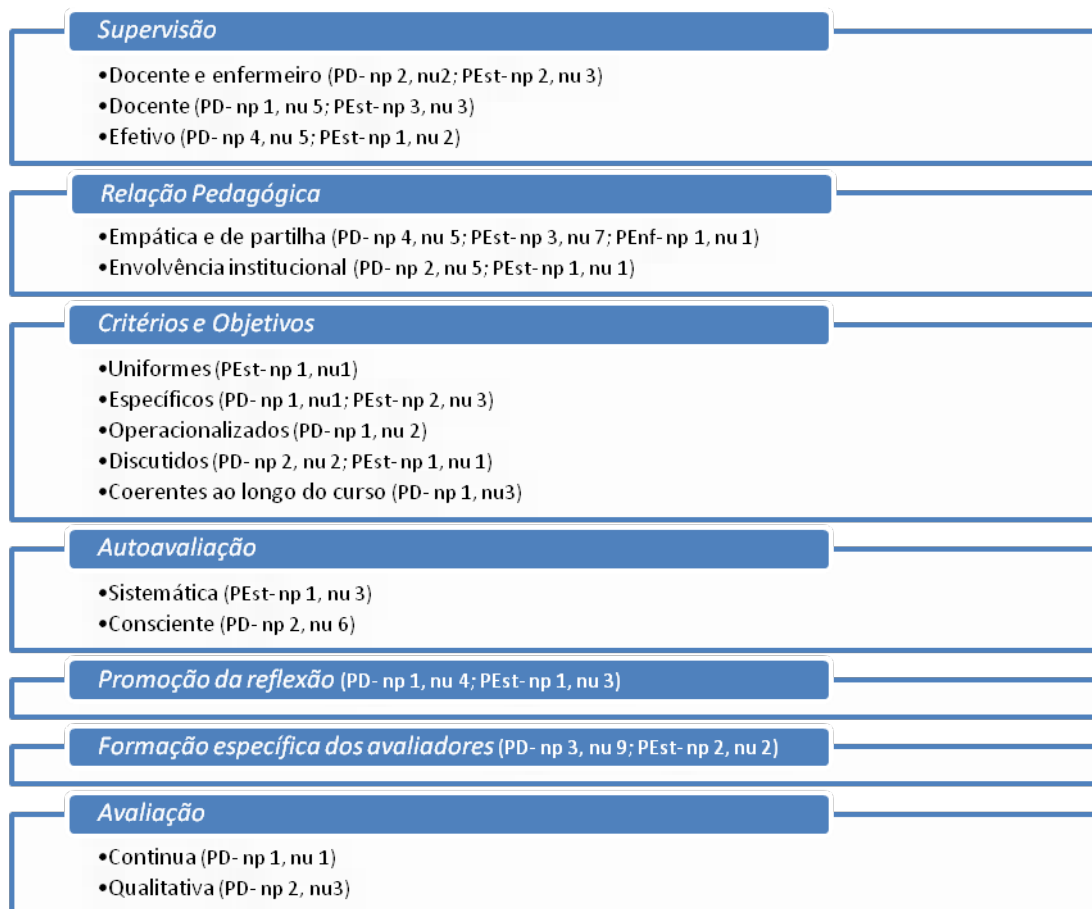 Supervisão
•Docente e enfermeiro (PD- np 2, nu2; PEst- np 2, nu 3)
•Docente (PD- np 1, nu 5; PEst- np 3, nu 3)
•Efetivo (PD- np 4, nu 5; PEst- np 1, nu 2)
Relação Pedagógica
•Empática e de partilha (PD- np 4, nu 5; PEst- np 3, nu 7; PEnf- np 1, nu 1)
•Envolvência institucional (PD- np 2, nu 5; PEst- np 1, nu 1)
Critérios e Objetivos
•Uniformes (PEst- np 1, nu1)
•Específicos (PD- np 1, nu1; PEst- np 2, nu 3)
•Operacionalizados (PD- np 1, nu 2)
•Discutidos (PD- np 2, nu 2; PEst- np 1, nu 1)
•Coerentes ao longo do curso (PD- np 1, nu3)
Autoavaliação
•Sistemática (PEst- np 1, nu 3)
•Consciente (PD- np 2, nu 6)
Promoção da reflexão (PD- np 1, nu 4; PEst- np 1, nu 3)
Formação específica dos avaliadores (PD- np 3, nu 9; PEst- np 2, nu 2)
Avaliação
•Continua (PD- np 1, nu 1)
•Qualitativa (PD- np 2, nu3)